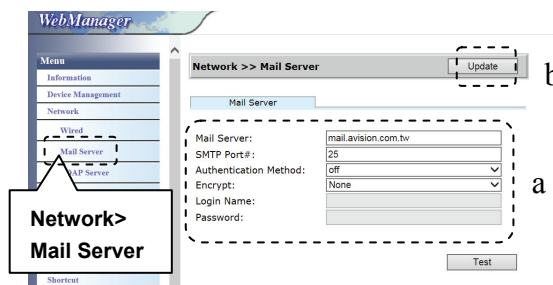 WebManager
Menu
Information
Device Management
Network
Wired
Mail Server
AP Server
Shortcut
Network>
Mail Server
Network >> Mail Server
Update
b
Mail Server
Mail Server: mail.avision.com.tw
SMTP Port#: 25
Authentication Method: off
Encrypt: None
Login Name:
Password:
a
Test